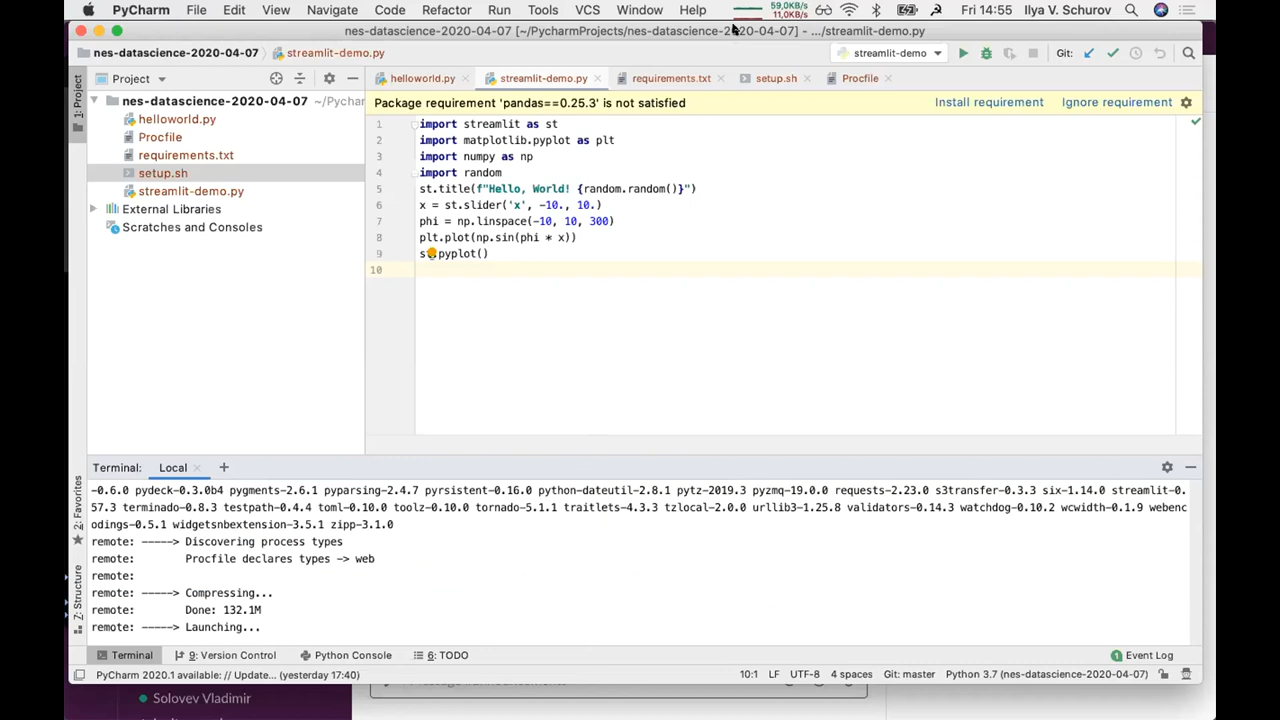 PyCharm File Edit View Navigate Code Refactor Run Tools VCS Window Help 59,0KB/s 11,0KB/s Fri 14:55 Ilya V. Schurov
nes-datascience-2020-04-07 [~/PycharmProjects/nes-datascience-2020-04-07] - .../streamlit-demo.py
nes-datascience-2020-04-07 streamlit-demo.py streamlit-demo Git:
1: Project
Project
helloworld.py streamlit-demo.py requirements.txt setup.sh Procfile
nes-datascience-2020-04-07 ~/Pychar
helloworld.py
Procfile
requirements.txt
setup.sh
streamlit-demo.py
External Libraries
Scratches and Consoles
Package requirement 'pandas==0.25.3' is not satisfied Install requirement Ignore requirement
1 import streamlit as st
2 import matplotlib.pyplot as plt
3 import numpy as np
4 import random
5 st.title(f"Hello, World! {random.random()}")
6 x = st.slider('x', -10., 10.)
7 phi = np.linspace(-10, 10, 300)
8 plt.plot(np.sin(phi * x))
9 st.pyplot()
10
Terminal: Local +
2: Favorites
7: Structure
-0.6.0 pydeck-0.3.0b4 pygments-2.6.1 pyparsing-2.4.7 pyrsistent-0.16.0 python-dateutil-2.8.1 pytz-2019.3 pyzmq-19.0.0 requests-2.23.0 s3transfer-0.3.3 six-1.14.0 streamlit-0.
57.3 terminado-0.8.3 testpath-0.4.4 toml-0.10.0 toolz-0.10.0 tornado-5.1.1 traitlets-4.3.3 tzlocal-2.0.0 urllib3-1.25.8 validators-0.14.3 watchdog-0.10.2 wcwidth-0.1.9 webenc
odings-0.5.1 widgetsnbextension-3.5.1 zipp-3.1.0
remote: -----> Discovering process types
remote: Procfile declares types -> web
remote:
remote: -----> Compressing...
remote: Done: 132.1M
remote: -----> Launching...
Terminal 9: Version Control Python Console 6: TODO 1 Event Log
PyCharm 2020.1 available: // Update... (yesterday 17:40) 10:1 LF UTF-8 4 spaces Git: master Python 3.7 (nes-datascience-2020-04-07)
Solovev Vladimir